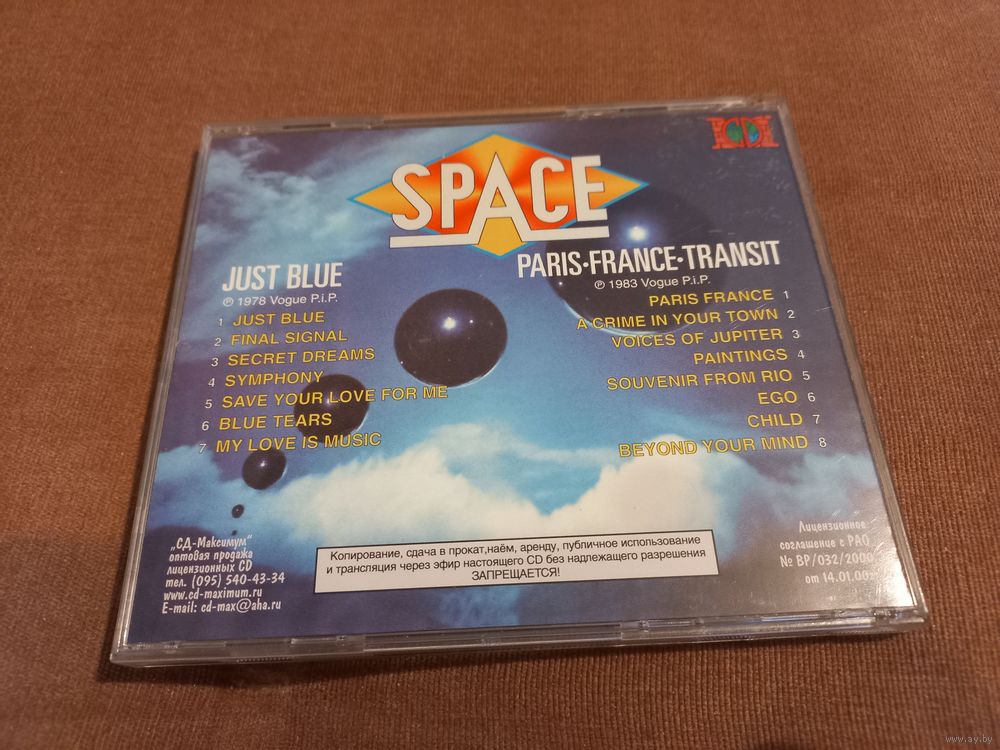 SPACE
CD
JUST BLUE
℗ 1978 Vogue P.i.P.
1 JUST BLUE
2 FINAL SIGNAL
3 SECRET DREAMS
4 SYMPHONY
5 SAVE YOUR LOVE FOR ME
6 BLUE TEARS
7 MY LOVE IS MUSIC
PARIS·FRANCE·TRANSIT
℗ 1983 Vogue P.i.P.
PARIS FRANCE 1
A CRIME IN YOUR TOWN 2
VOICES OF JUPITER 3
PAINTINGS 4
SOUVENIR FROM RIO 5
EGO 6
CHILD 7
BEYOND YOUR MIND 8
„СД-Максимум“
оптовая продажа
лицензионных CD
тел. (095) 540-43-34
www.cd-maximum.ru
E-mail: cd-max@aha.ru
Копирование, сдача в прокат,наём, аренду, публичное использование
и трансляция через эфир настоящего CD без надлежащего разрешения
ЗАПРЕЩАЕТСЯ!
Лицензионное
соглашение с РАО
№ ВР/032/2000
от 14.01.00
www.ay.by